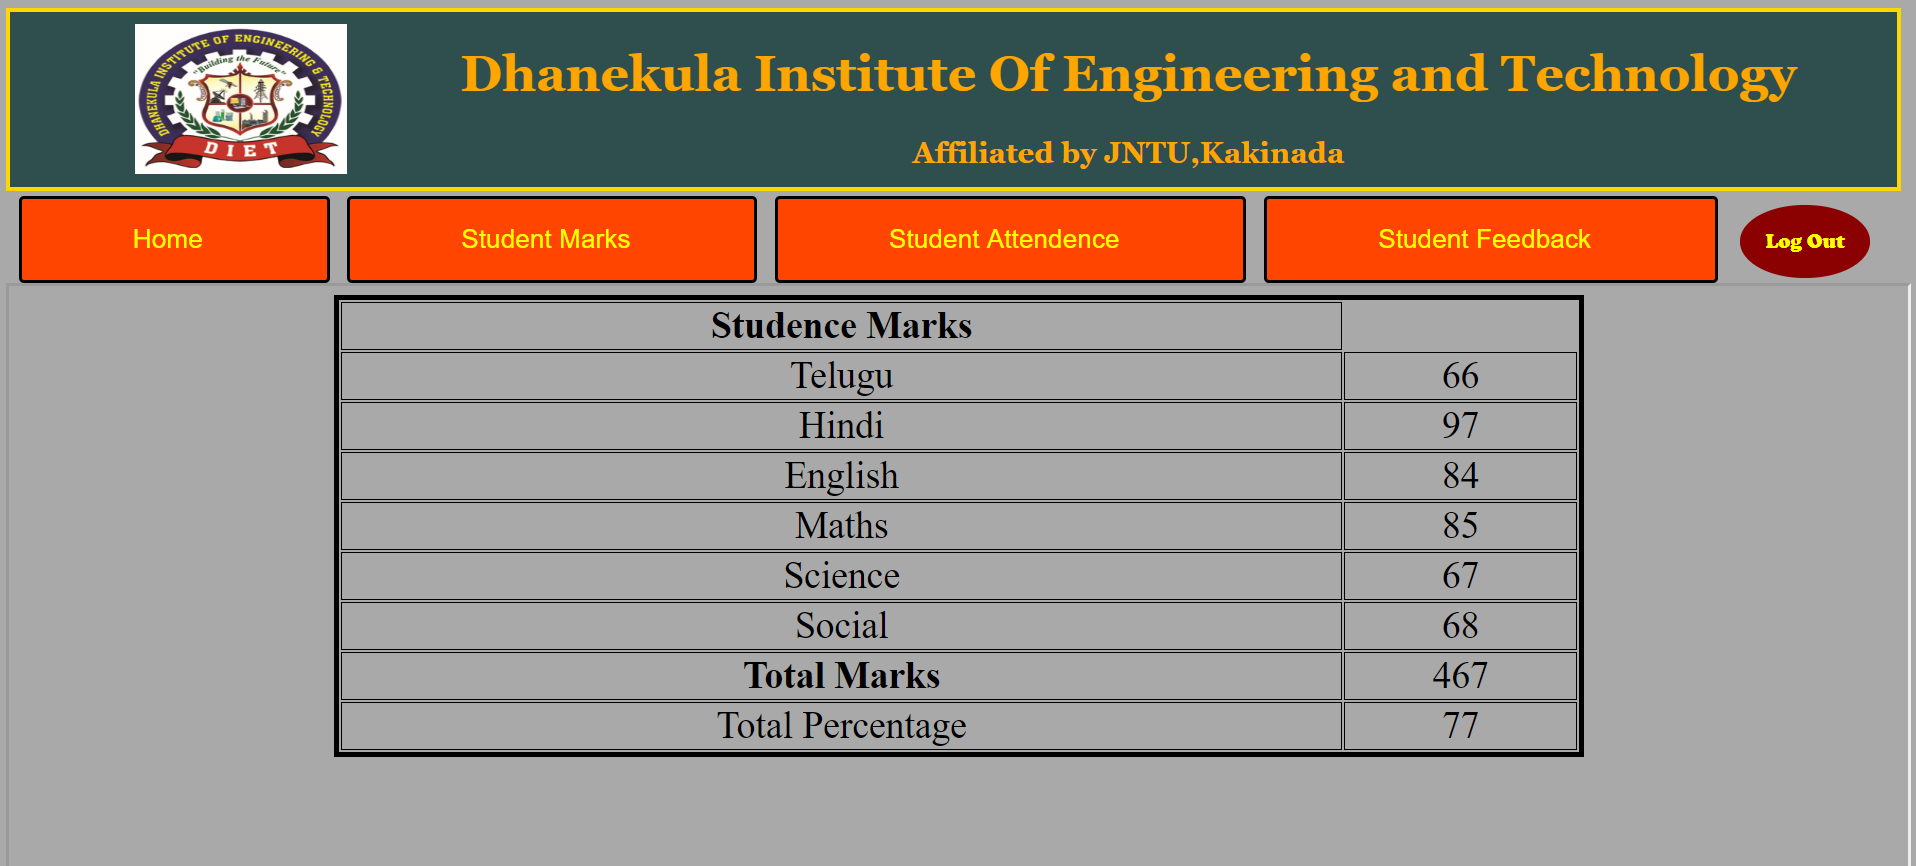 DHANEKULA INSTITUTE OF ENGINEERING & TECHNOLOGY
"Building the Future"
DIET
Dhanekula Institute Of Engineering and Technology
Affiliated by JNTU,Kakinada
Home Student Marks Student Attendence Student Feedback Log Out
Studence Marks
Telugu 66
Hindi 97
English 84
Maths 85
Science 67
Social 68
Total Marks 467
Total Percentage 77